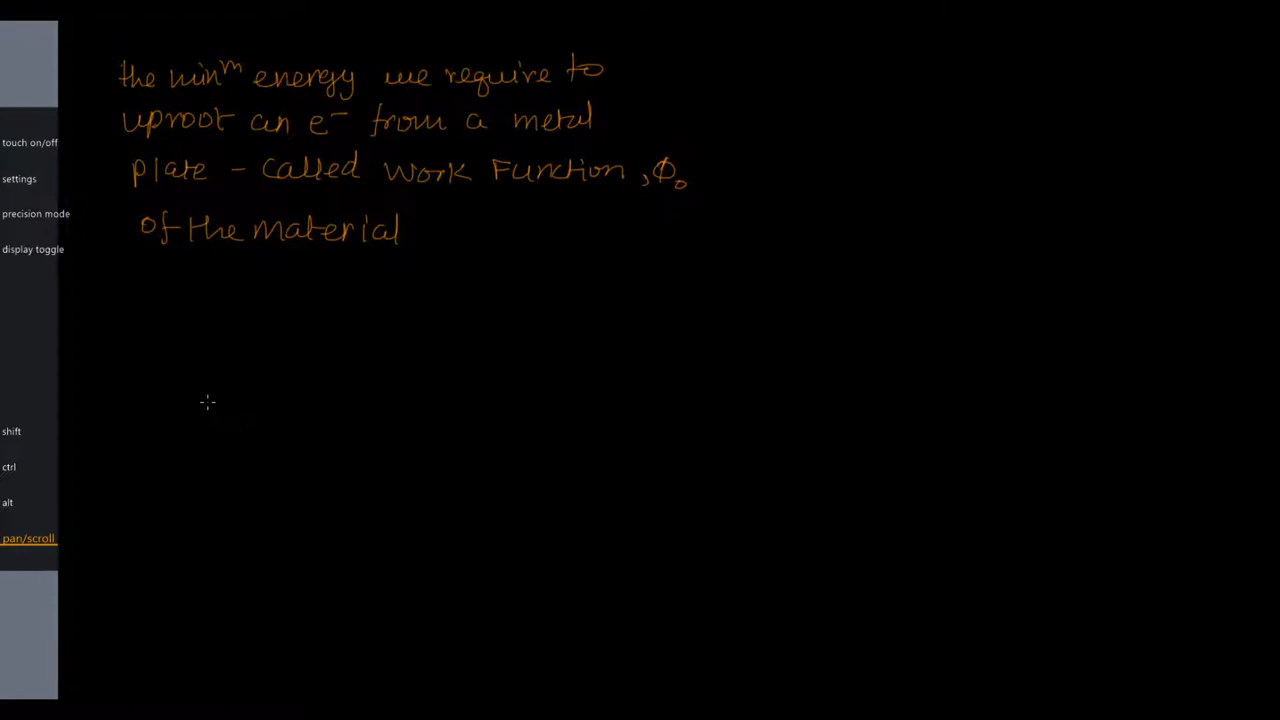 the minᵐ energy we require to
uproot an e⁻ from a metal
plate - called Work Function, Φ₀
of the material
touch on/off
settings
precision mode
display toggle
shift
ctrl
alt
pan/scroll